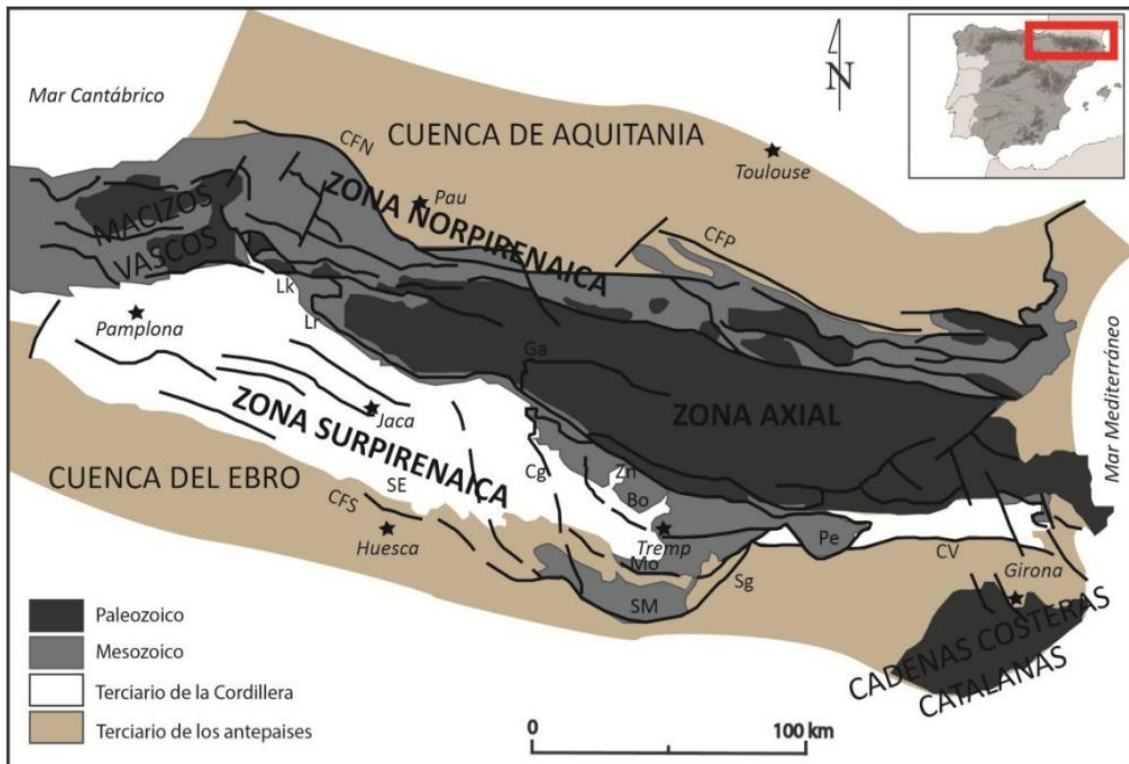 Mar Cantábrico
N
CFN
CUENCA DE AQUITANIA
Toulouse
ZONA NORPIRENAICA
Pau
CFP
MACIZOS
VASCOS
Lk
Lr
Pamplona
Ga
ZONA AXIAL
Mar Mediterráneo
Jaca
ZONA SURPIRENAICA
CUENCA DEL EBRO
SE
Cg
Zn
Bo
CFS
Huesca
Tremp
Pe
CV
Mo
Sg
SM
Girona
CADENAS COSTERAS
CATALANAS
Paleozoico
Mesozoico
Terciario de la Cordillera
Terciario de los antepaises
0
100 km